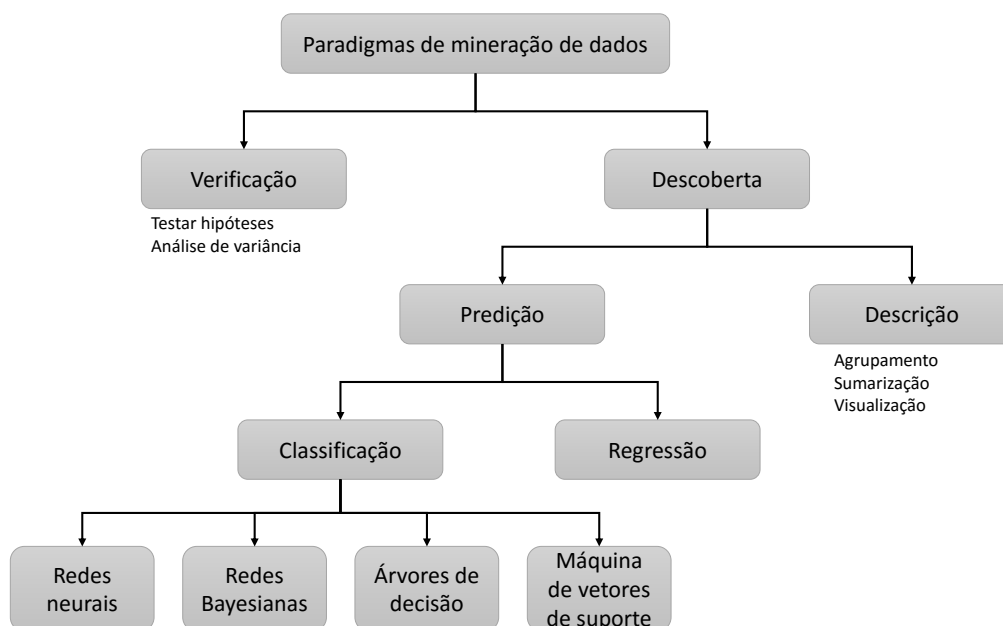 Paradigmas de mineração de dados
Verificação
Descoberta
Testar hipóteses
Análise de variância
Predição
Descrição
Agrupamento
Sumarização
Visualização
Classificação
Regressão
Redes
neurais
Redes
Bayesianas
Árvores de
decisão
Máquina
de vetores
de suporte